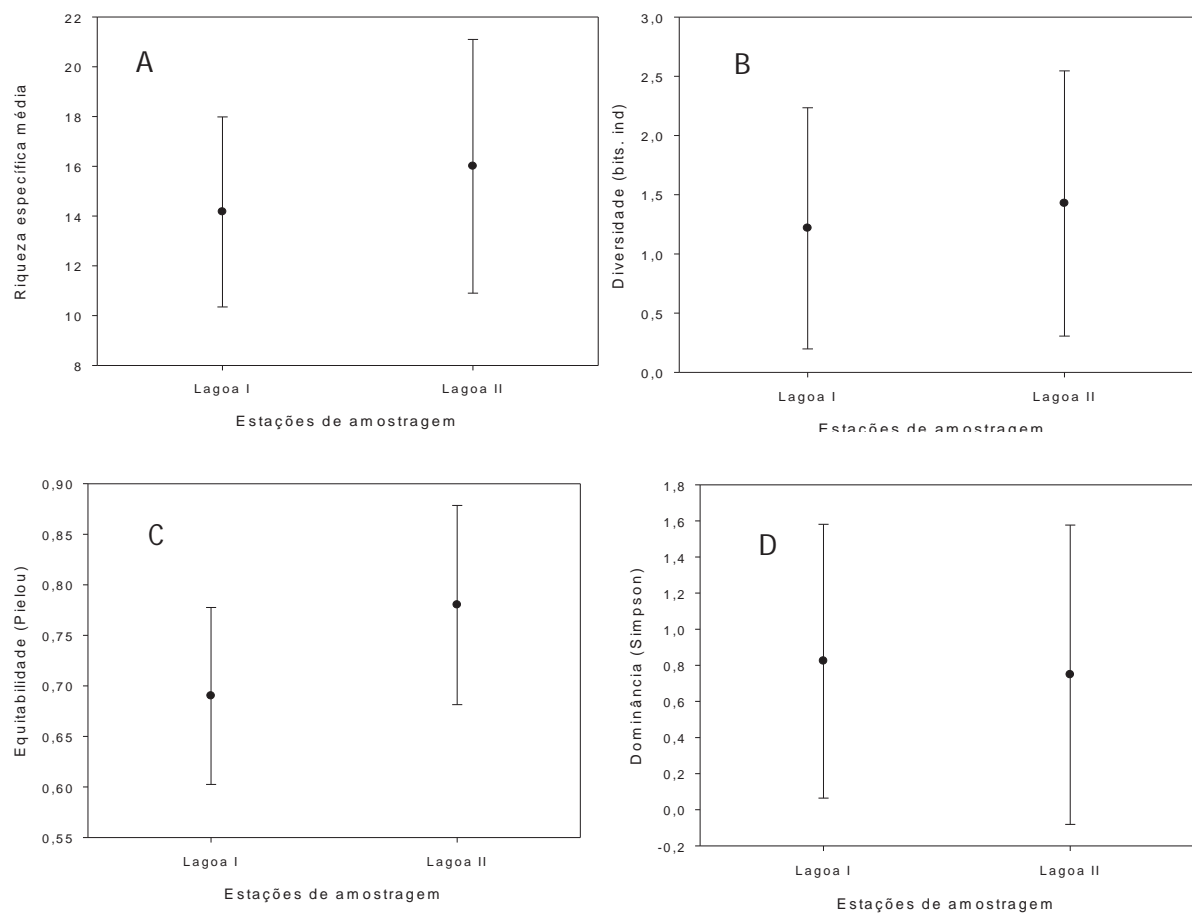 A
Riqueza específica média
22
20
18
16
14
12
10
8
Lagoa I Lagoa II
Estações de amostragem
B
Diversidade (bits. ind)
3,0
2,5
2,0
1,5
1,0
0,5
0,0
Lagoa I Lagoa II
Estações de amostragem
C
Equitabilidade (Pielou)
0,90
0,85
0,80
0,75
0,70
0,65
0,60
0,55
Lagoa I Lagoa II
Estações de amostragem
D
Dominância (Simpson)
1,8
1,6
1,4
1,2
1,0
0,8
0,6
0,4
0,2
0,0
-0,2
Lagoa I Lagoa II
Estações de amostragem